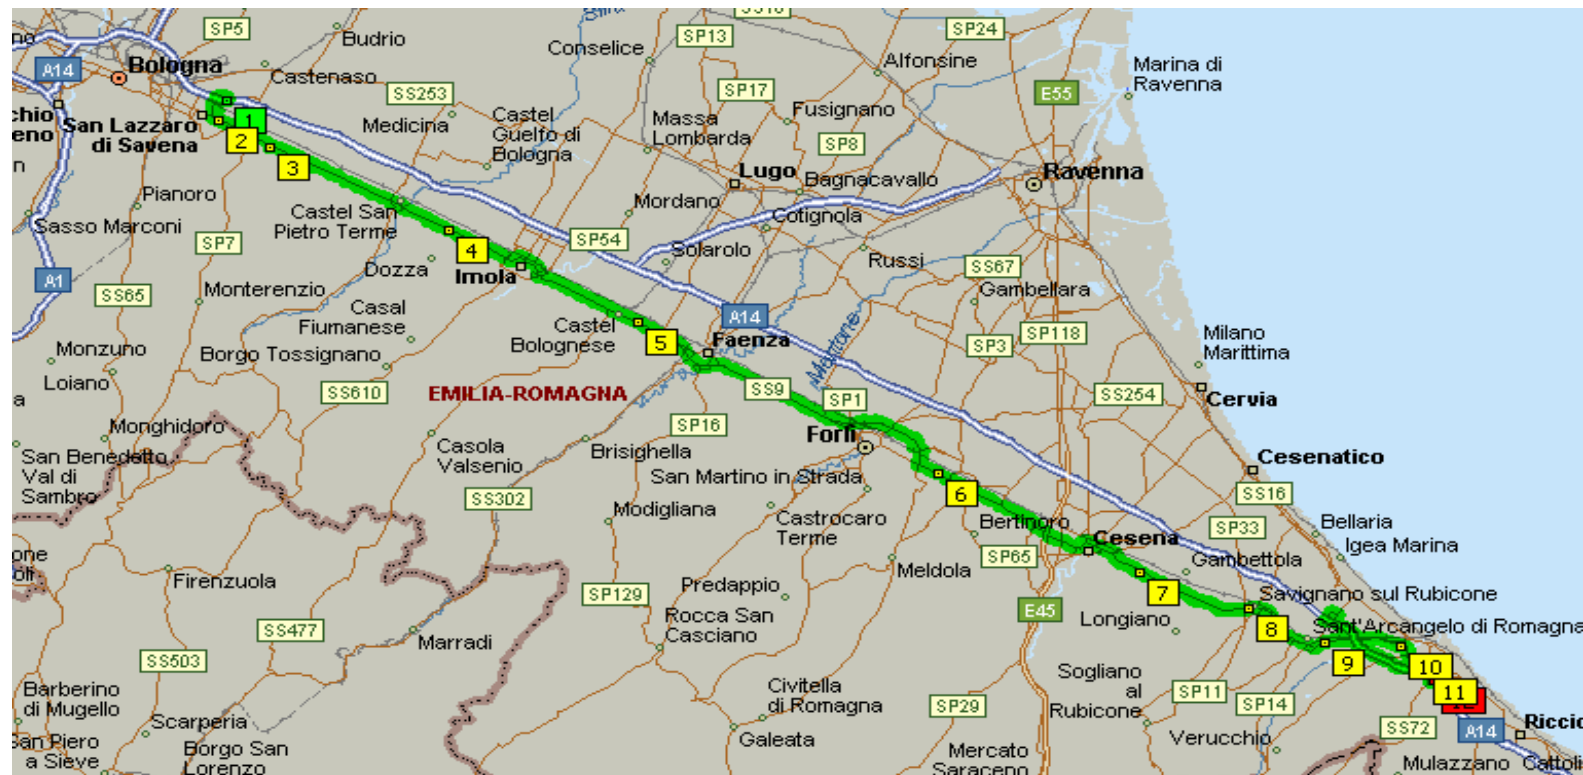 SP5
Budrio
SP13
SP24
Conselice
Alfonsine
Marina di
Ravenna
A14
Bologna
Castenaso
SS253
SP17
E55
Medicina
Castel
Guelfo di
Bologna
Massa
Lombarda
Fusignano
San Lazzaro
di Savena
1
2
3
SP8
Lugo
Bagnacavallo
Ravenna
Pianoro
Sasso Marconi
Castel San
Pietro Terme
Mordano
Cotignola
SP7
4
SP54
Solarolo
Russi
SS67
Dozza
Imola
A1
SS65
Monterenzio
Casal
Fiumanese
Gambellara
A14
Castel
Bolognese
5
Faenza
Montone
SP118
SP3
Milano
Marittima
Monzuno
Loiano
Borgo Tossignano
SS610
EMILIA-ROMAGNA
SS9
SP1
SS254
Cervia
SP16
Monghidoro
Casola
Valsenio
Brisighella
Forlì
San Benedetto
Val di
Sambro
San Martino in Strada
Cesenatico
SS302
6
SS16
Modigliana
Castrocaro
Terme
Bertinoro
SP33
Bellaria
Igea Marina
Cesena
SP65
Gambettola
Firenzuola
Predappio
Meldola
SP129
7
E45
Savignano sul Rubicone
Rocca San
Casciano
Longiano
8
Sant'Arcangelo di Romagna
SS477
Marradi
SS503
9
10
11
Sogliano
al
Rubicone
SP11
SP14
Barberino
di Mugello
Scarperia
Civitella
di Romagna
SP29
SS72
A14
Galeata
Verucchio
San Piero
a Sieve
Borgo San
Lorenzo
Mercato
Saraceno
Mulazzano